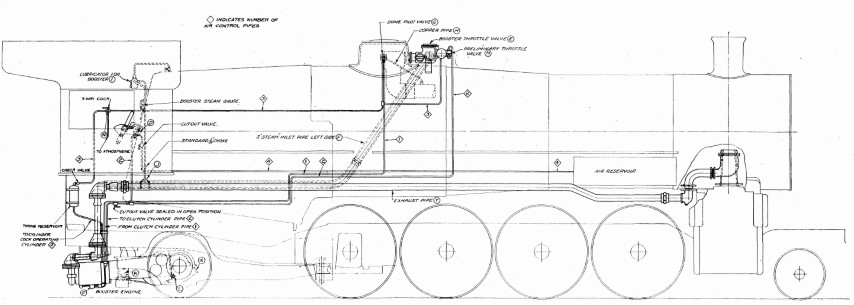 ◇ INDICATES NUMBER OF
AIR CONTROL PIPES
DOME PILOT VALVE
COPPER PIPE
BOOSTER THROTTLE VALVE
PRELIMINARY THROTTLE
VALVE
LUBRICATOR FOR
BOOSTER
3-WAY COCK
BOOSTER STEAM GAUGE.
CUTOUT VALVE.
TO ATMOSPHERE
STANDARD CHOKE
STEAM INLET PIPE LEFT SIDE
CHECK VALVE
AIR RESERVOIR
EXHAUST PIPE
CUTOUT VALVE SEALED IN OPEN POSITION
TO CLUTCH CYLINDER PIPE
FROM CLUTCH CYLINDER PIPE
RESERVOIR
TO CYLINDER
COCK OPERATING
CYLINDER
BOOSTER ENGINE